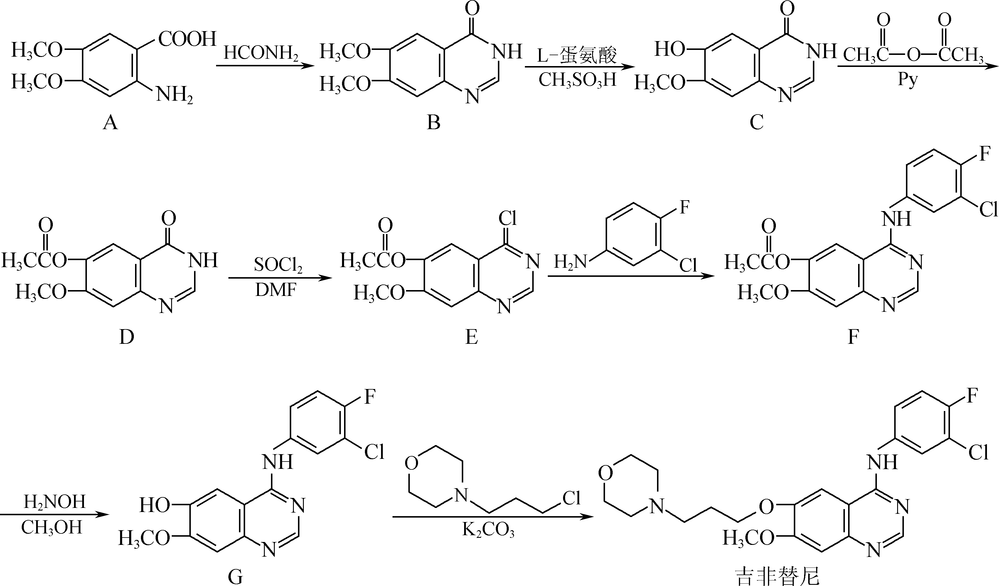 O
O
O
O
H₃CO
COOH
HCONH₂
H₃CO
NH
L-蛋氨酸
HO
NH
CH₃C-O-CCH₃
H₃CO
NH₂
H₃CO
N
CH₃SO₃H
H₃CO
N
Py
A
B
C
F
Cl
NH
F
O
O
O
Cl
H₂N
Cl
O
H₃CCO
NH
SOCl₂
H₃CCO
N
H₃CCO
N
H₃CO
N
DMF
H₃CO
N
H₃CO
N
D
E
F
F
Cl
NH
F
Cl
NH
O
N
Cl
O
N
O
H₂NOH
HO
N
N
CH₃OH
H₃CO
N
K₂CO₃
H₃CO
N
G
吉非替尼